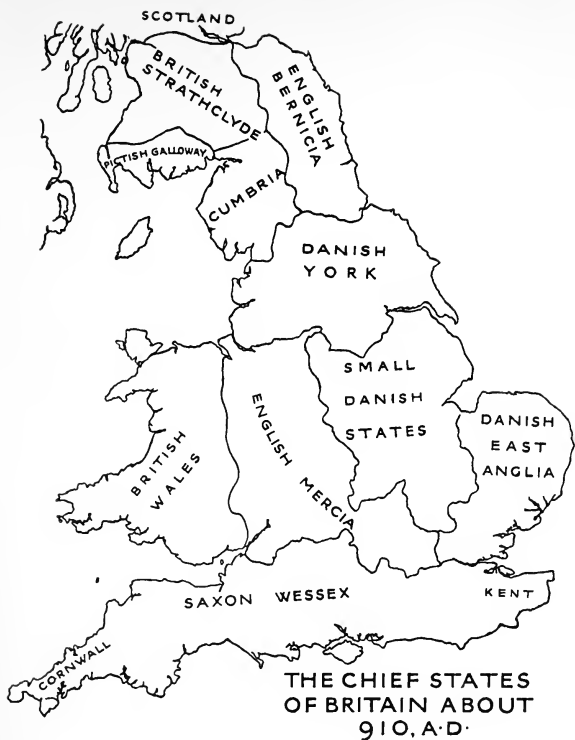 SCOTLAND
BRITISH
STRATHCLYDE
ENGLISH
BERNICIA
PICTISH GALLOWAY
CUMBRIA
DANISH
YORK
SMALL
DANISH
STATES
DANISH
EAST
ANGLIA
ENGLISH MERCIA
BRITISH
WALES
SAXON WESSEX
KENT
CORNWALL
THE CHIEF STATES
OF BRITAIN ABOUT
910, A·D·